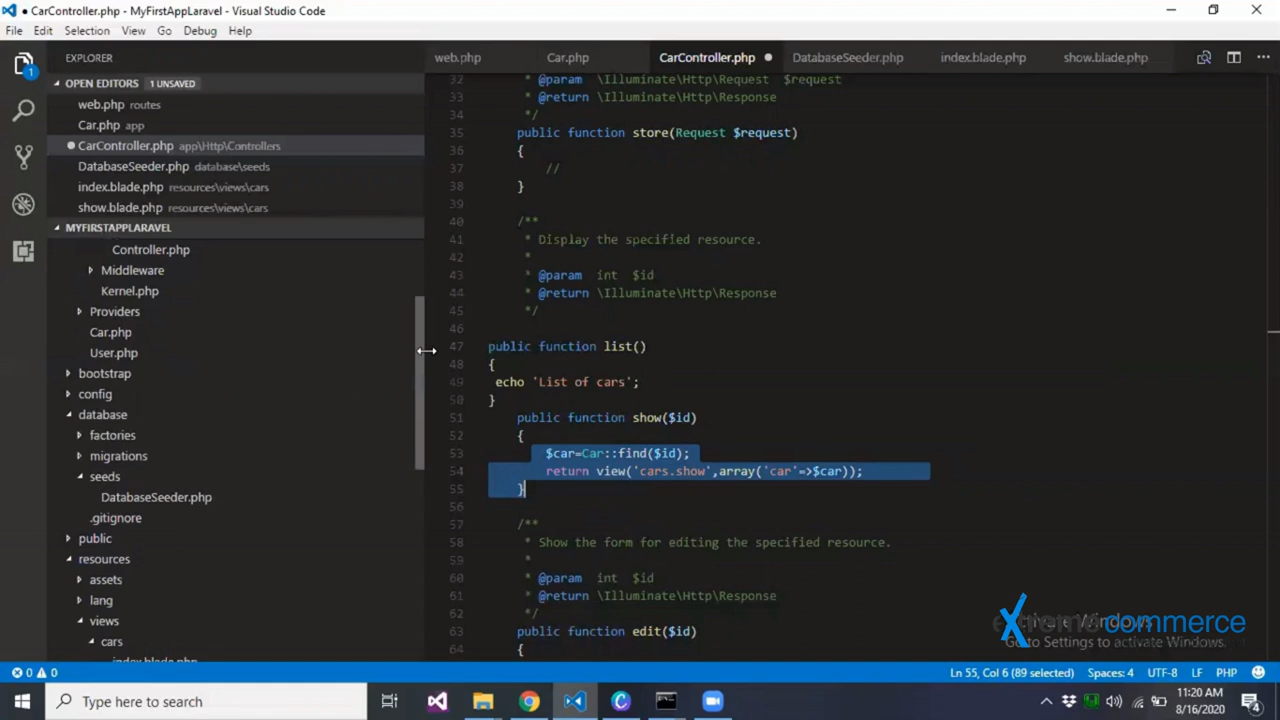 CarController.php - MyFirstAppLaravel - Visual Studio Code
File Edit Selection View Go Debug Help
EXPLORER
OPEN EDITORS 1 UNSAVED
web.php routes
Car.php app
CarController.php app\Http\Controllers
DatabaseSeeder.php database\seeds
index.blade.php resources\views\cars
show.blade.php resources\views\cars
MYFIRSTAPPLARAVEL
Controller.php
Middleware
Kernel.php
Providers
Car.php
User.php
bootstrap
config
database
factories
migrations
seeds
DatabaseSeeder.php
.gitignore
public
resources
assets
lang
views
cars
index.blade.php
1
web.php Car.php CarController.php DatabaseSeeder.php index.blade.php show.blade.php
32 * @param \Illuminate\Http\Request $request
33 * @return \Illuminate\Http\Response
34 */
35 public function store(Request $request)
36 {
37 //
38 }
39
40 /**
41 * Display the specified resource.
42 *
43 * @param int $id
44 * @return \Illuminate\Http\Response
45 */
46
47 public function list()
48 {
49 echo 'List of cars';
50 }
51 public function show($id)
52 {
53 $car=Car::find($id);
54 return view('cars.show',array('car'=>$car));
55 }
56
57 /**
58 * Show the form for editing the specified resource.
59 *
60 * @param int $id
61 * @return \Illuminate\Http\Response
62 */
63 public function edit($id)
64 {
Activate Windows
Go to Settings to activate Windows.
extreme commerce
0 0 Ln 55, Col 6 (89 selected) Spaces: 4 UTF-8 LF PHP
Type here to search
11:20 AM
8/16/2020
4